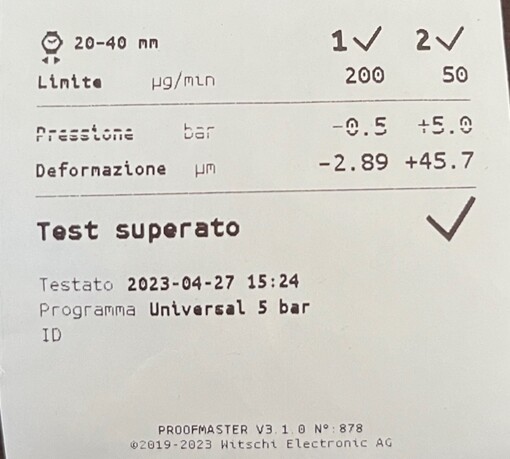 20-40 mm 1✓ 2✓
Limite µg/min 200 50
Pressione bar -0.5 +5.0
Deformazione µm -2.89 +45.7
Test superato ✓
Testato 2023-04-27 15:24
Programma Universal 5 bar
ID
PROOFMASTER V3.1.0 N°:878
©2019-2023 Witschi Electronic AG